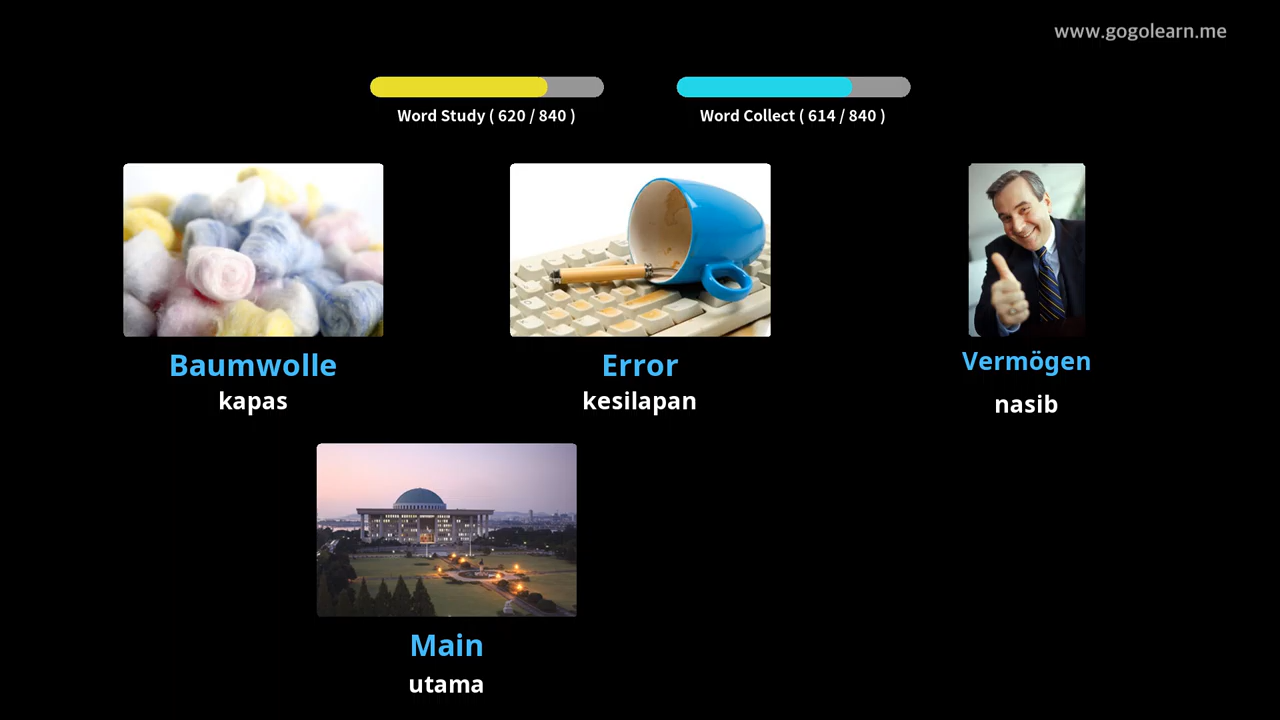 www.gogolearn.me
Word Study ( 620 / 840 )
Word Collect ( 614 / 840 )
Baumwolle
kapas
Error
kesilapan
Vermögen
nasib
Main
utama